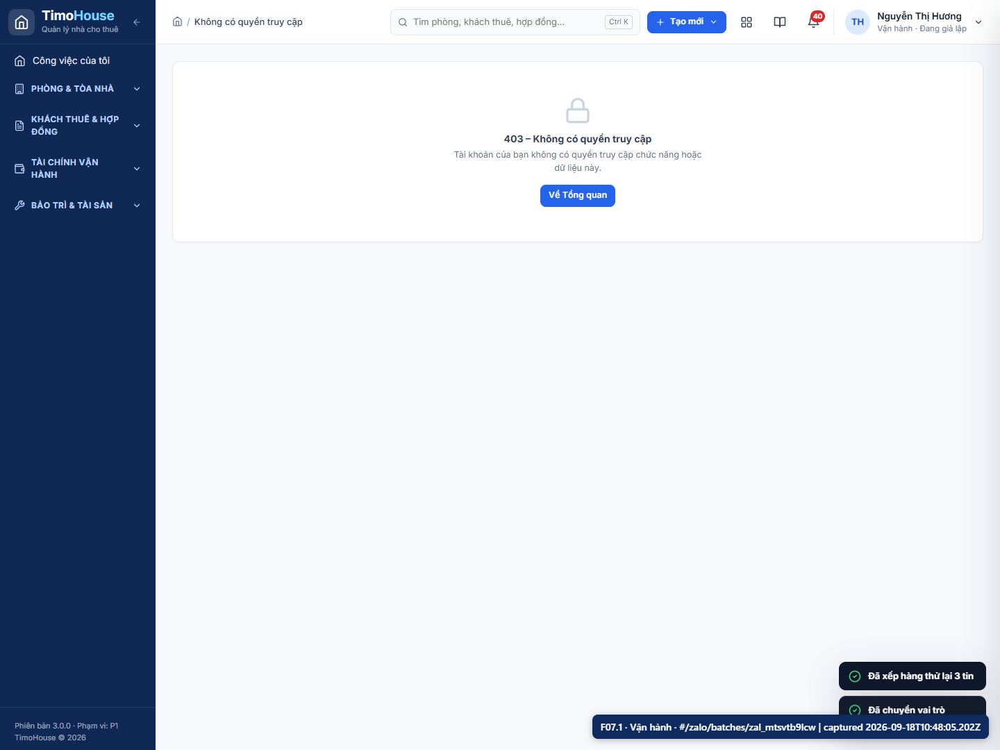 TimoHouse
Quản lý nhà cho thuê
Công việc của tôi
PHÒNG & TÒA NHÀ
KHÁCH THUÊ & HỢP
ĐỒNG
TÀI CHÍNH VẬN
HÀNH
BẢO TRÌ & TÀI SẢN
Phiên bản 3.0.0 · Phạm vi: P1
TimoHouse © 2026
/ Không có quyền truy cập
Tìm phòng, khách thuê, hợp đồng...
Ctrl K
Tạo mới
40
TH
Nguyễn Thị Hương
Vận hành · Đang giả lập
403 – Không có quyền truy cập
Tài khoản của bạn không có quyền truy cập chức năng hoặc
dữ liệu này.
Về Tổng quan
Đã xếp hàng thử lại 3 tin
Đã chuyển vai trò
F07.1 · Vận hành · #/zalo/batches/zal_mtsvtb9lcw | captured 2026-09-18T10:48:05.202Z